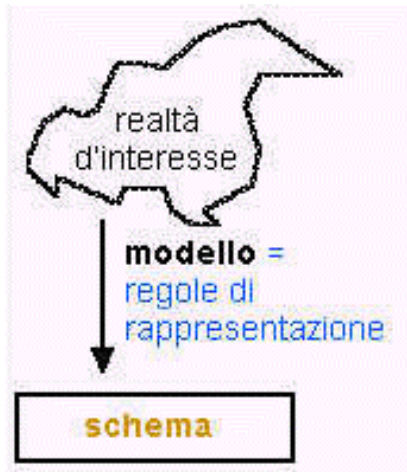 realtà
d'interesse
modello =
regole di
rappresentazione
schema